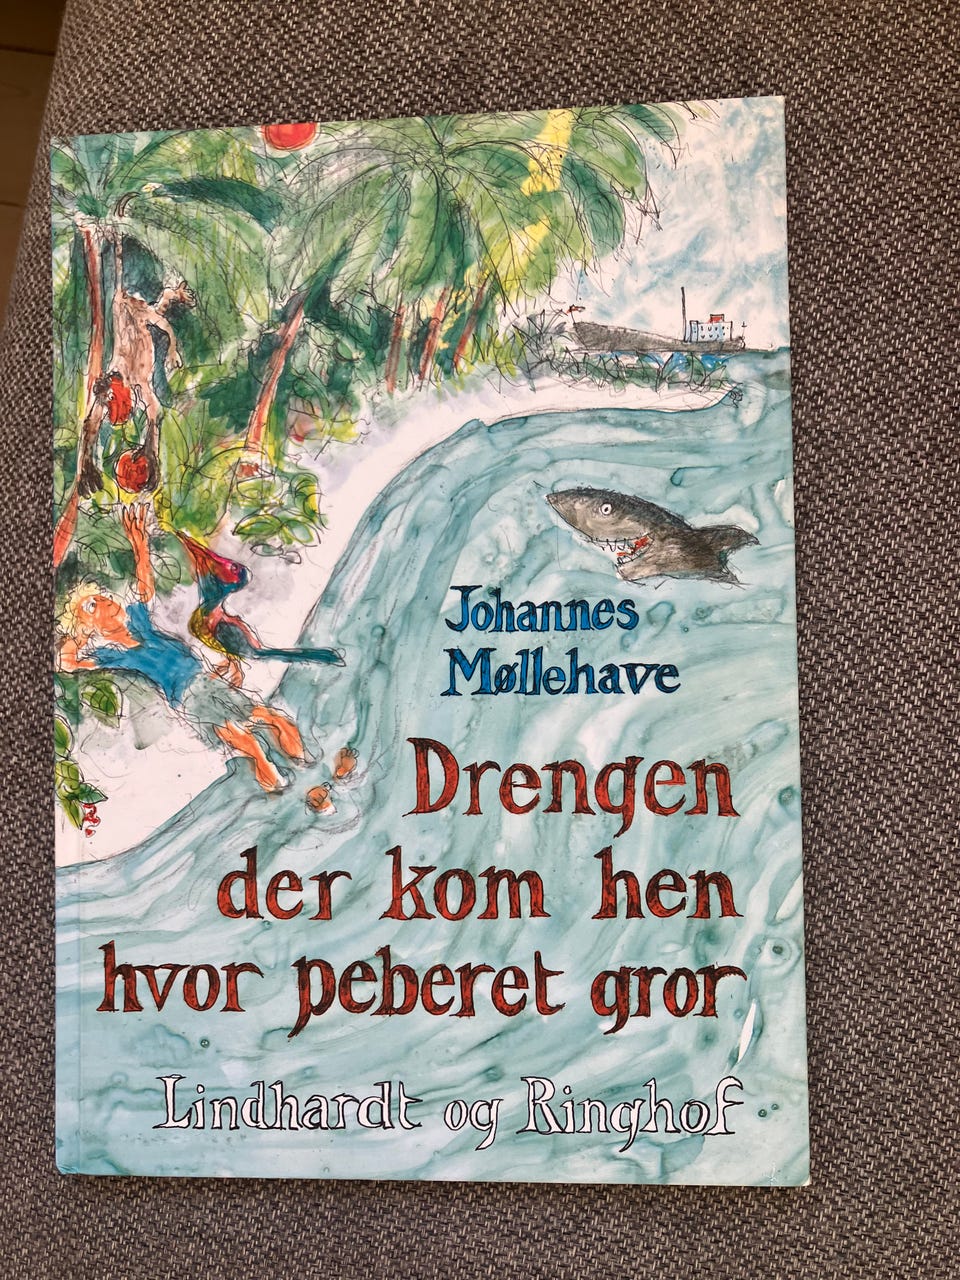 Johannes
Møllehave
Drengen
der kom hen
hvor peberet gror
Lindhardt og Ringhof